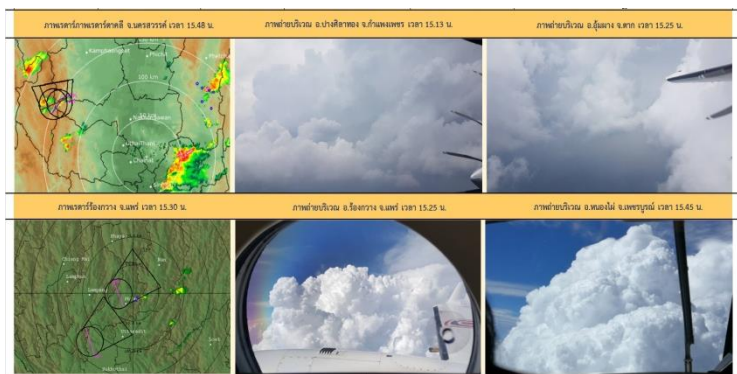 ภาพเรดาร์ภาพเรดาร์ตาคลี จ.นครสวรรค์ เวลา 15.48 น.
ภาพถ่ายบริเวณ อ.ปางศิลาทอง จ.กำแพงเพชร เวลา 15.13 น.
ภาพถ่ายบริเวณ อ.อุ้มผาง จ.ตาก เวลา 15.25 น.
Kamphaengphet
Phichit
100 km
Chainat
ภาพเรดาร์ร้องกวาง จ.แพร่ เวลา 15.30 น.
ภาพถ่ายบริเวณ อ.ร้องกวาง จ.แพร่ เวลา 15.25 น.
ภาพถ่ายบริเวณ อ.หนองไผ่ จ.เพชรบูรณ์ เวลา 15.45 น.
Nan
Lampang